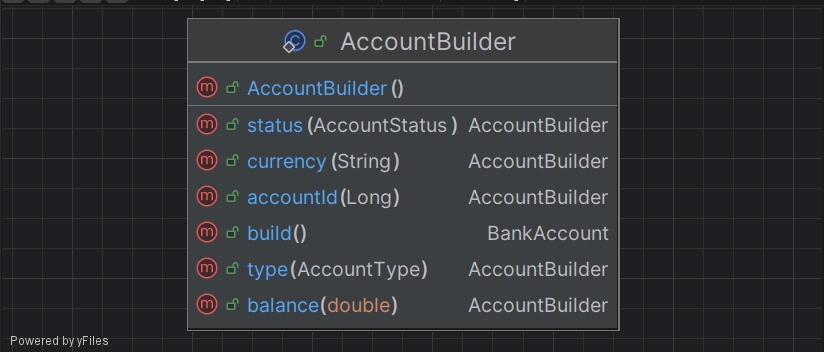 AccountBuilder
AccountBuilder()
status(AccountStatus) AccountBuilder
currency(String) AccountBuilder
accountId(Long) AccountBuilder
build() BankAccount
type(AccountType) AccountBuilder
balance(double) AccountBuilder
Powered by yFiles